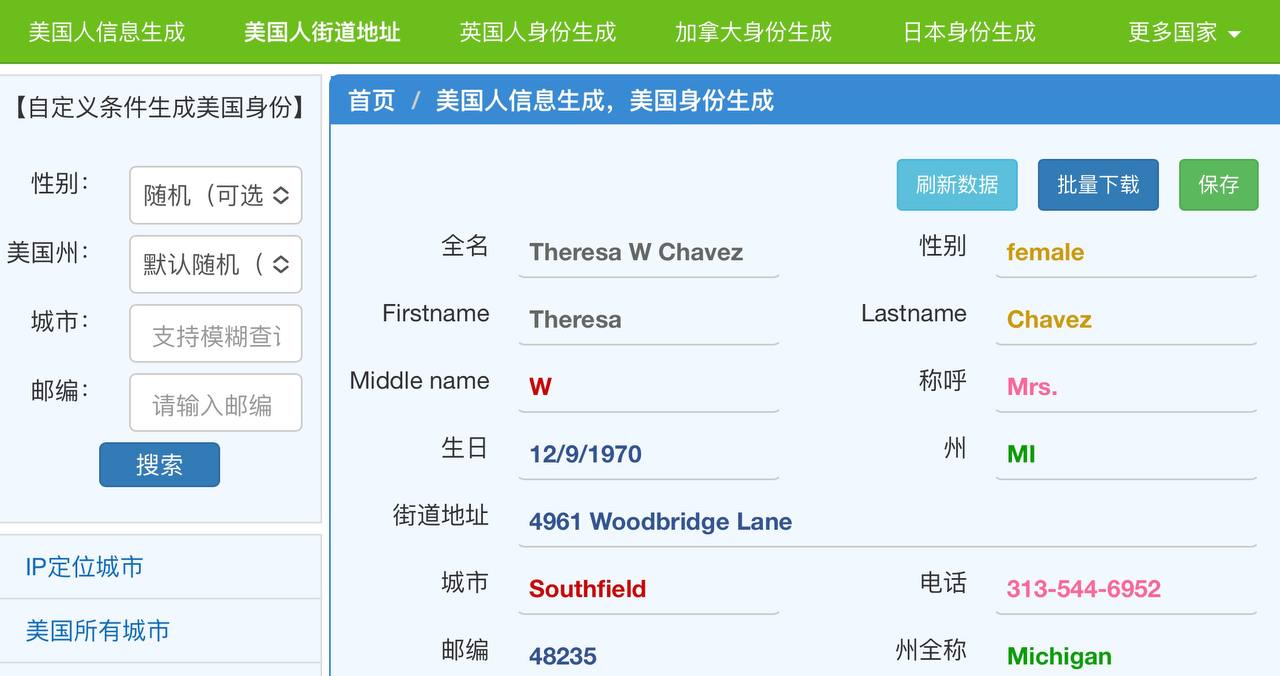 美国人信息生成 美国人街道地址 英国人身份生成 加拿大身份生成 日本身份生成 更多国家
【自定义条件生成美国身份】
性别: 随机（可选
美国州: 默认随机（
城市: 支持模糊查
邮编: 请输入邮编
搜索
IP定位城市
美国所有城市
首页 / 美国人信息生成，美国身份生成
刷新数据 批量下载 保存
全名 Theresa W Chavez 性别 female
Firstname Theresa Lastname Chavez
Middle name W 称呼 Mrs.
生日 12/9/1970 州 MI
街道地址 4961 Woodbridge Lane
城市 Southfield 电话 313-544-6952
邮编 48235 州全称 Michigan